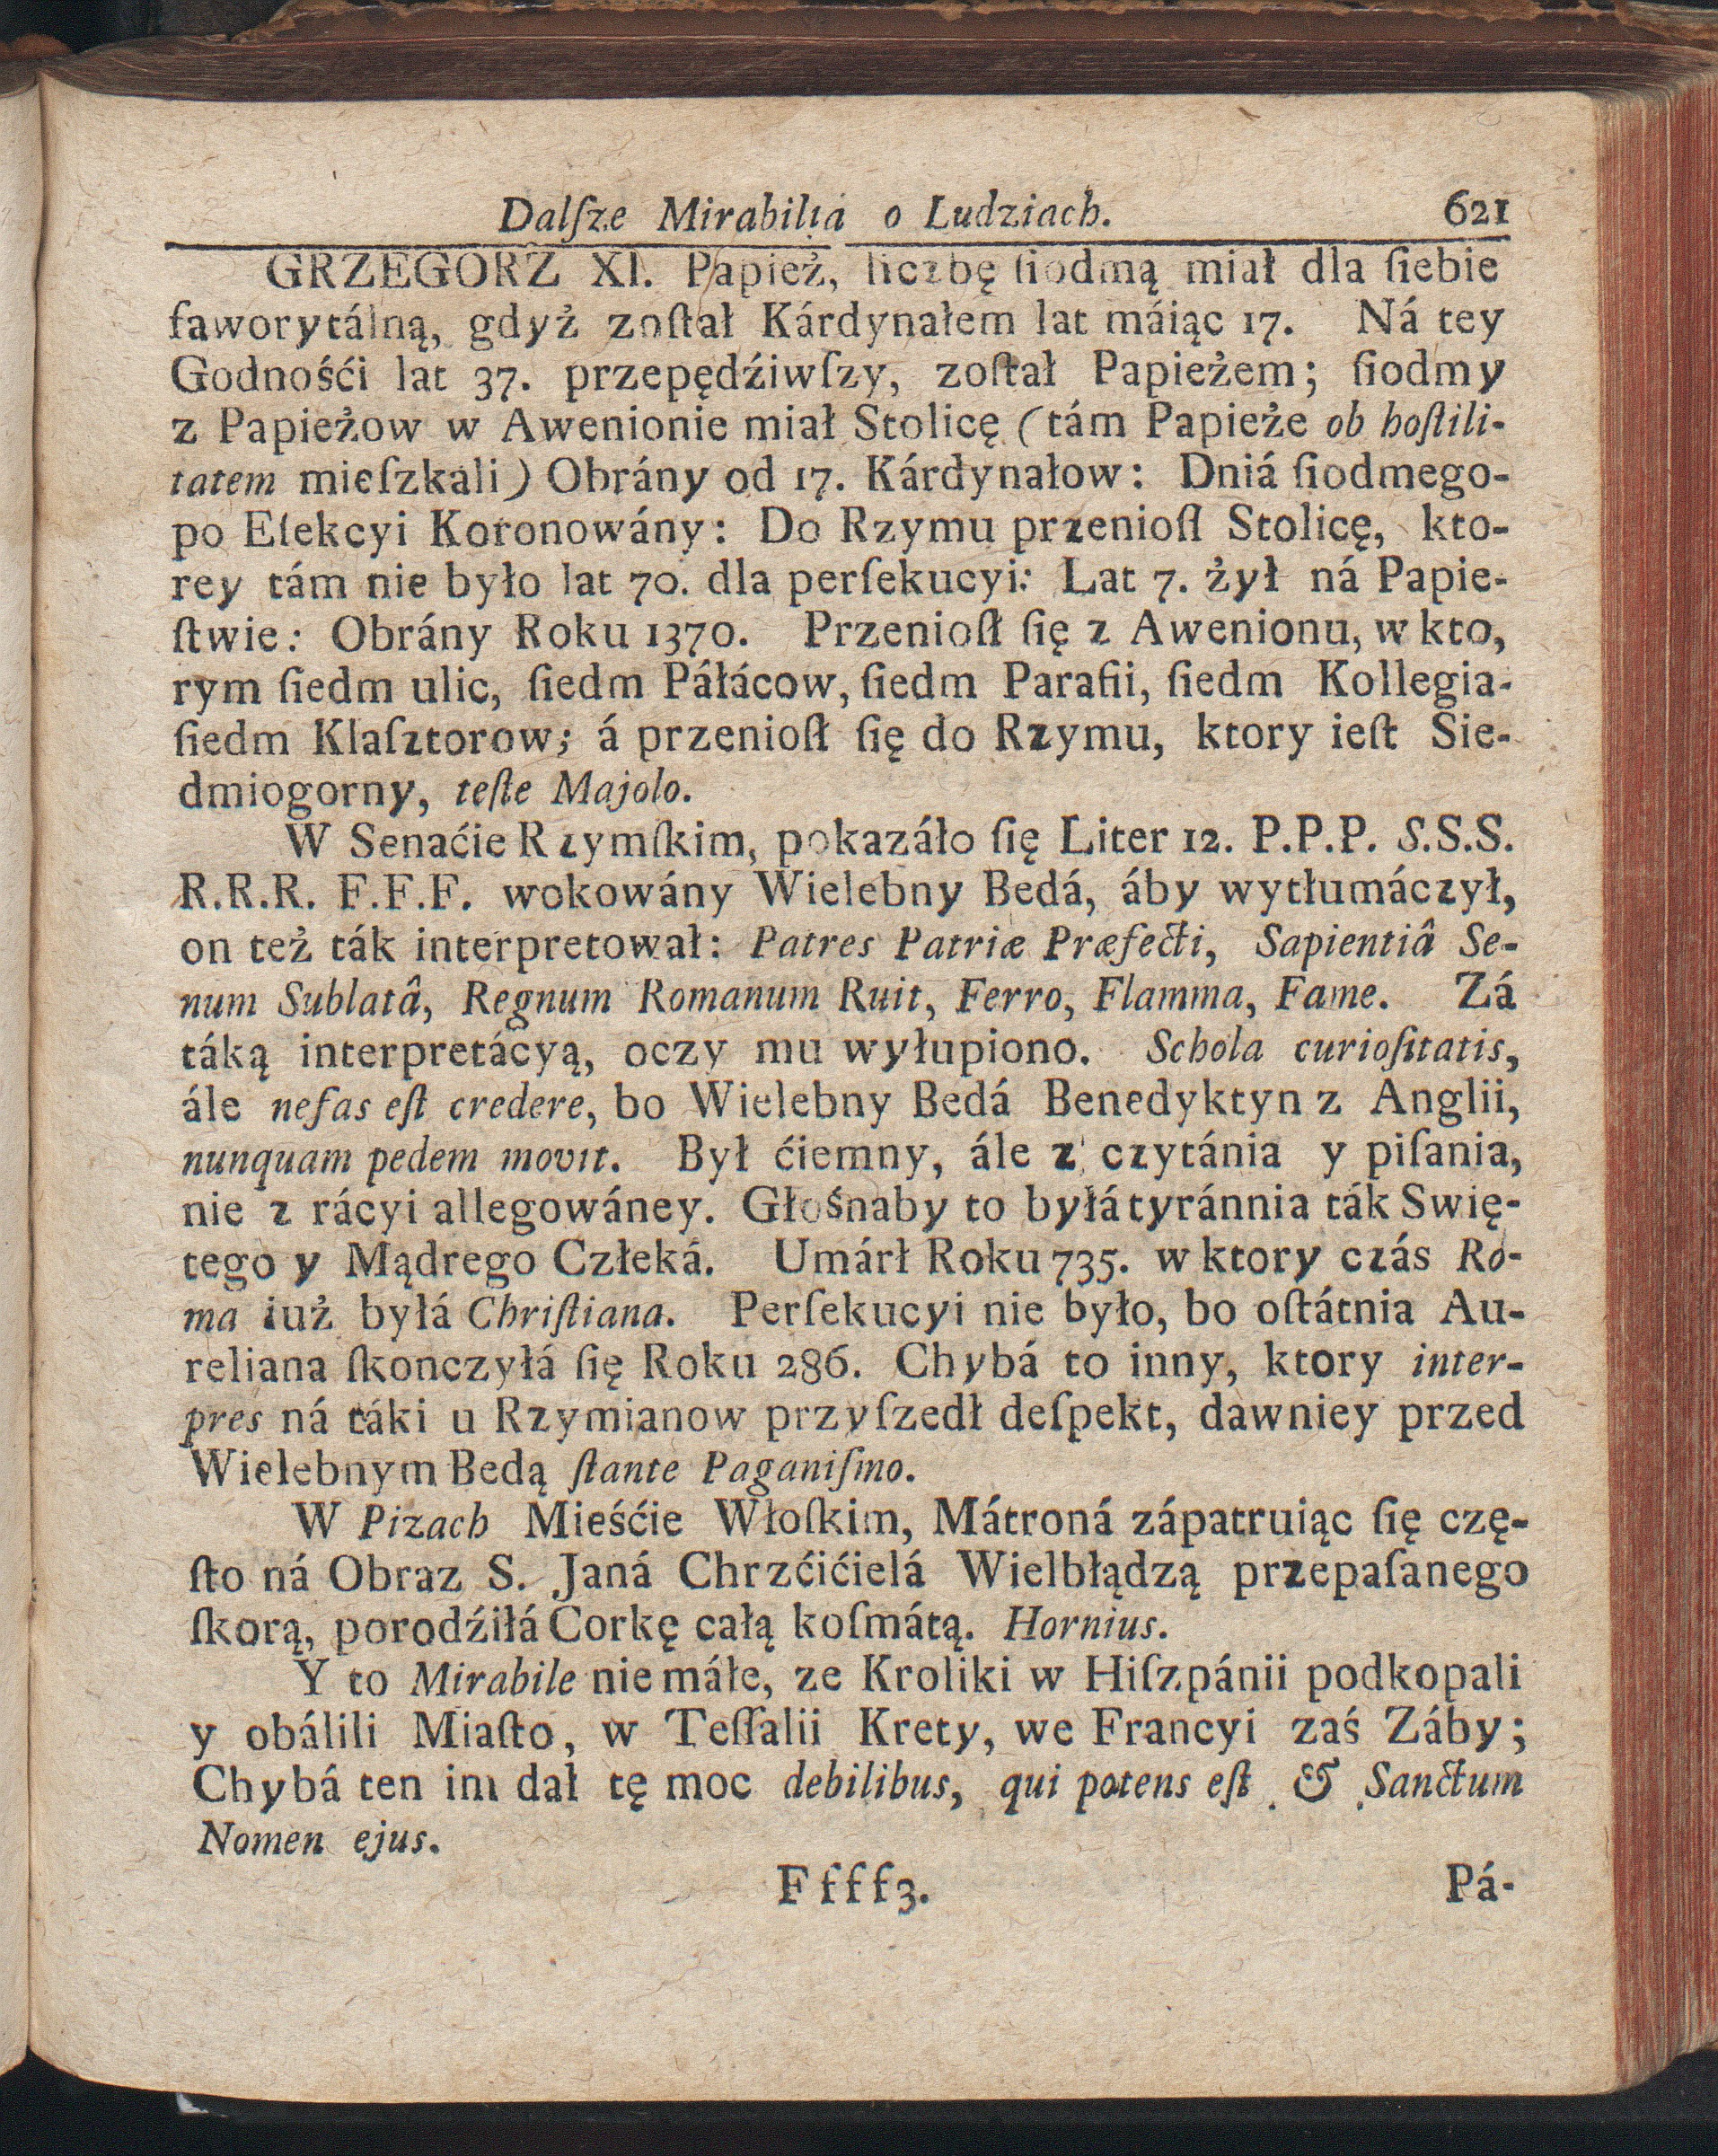 Dalſze Mirabilia o Ludziach. 621
GRZEGORZ XI. Papież, liczbę ſiodmą miał dla ſiebie
faworytálną, gdyż zoſtał Kárdynałem lat máiąc 17. Ná tey
Godnośći lat 37. przepędźiwſzy, zoſtał Papieżem; ſiodmy
z Papieżow w Awenionie miał Stolicę (tám Papieże ob hoſtili-
tatem mieſzkáli) Obrány od 17. Kárdynałow: Dniá ſiodmego-
po Elekcyi Koronowány: Do Rzymu przenioſl Stolicę, kto-
rey tám nie było lat 70. dla perſekucyi: Lat 7. żył ná Papie-
ſtwie: Obrány Roku 1370. Przenioſł ſię z Awenionu, w kto,
rym ſiedm ulic, ſiedm Páłácow, ſiedm Parafii, ſiedm Kollegia-
ſiedm Klaſztorow; á przenioſł ſię do Rzymu, ktory ieſt Sie-
dmiogorny, teſte Majolo.
W Senaćie Rzymſkim, pokazáło ſię Liter 12. P.P.P. S.S.S.
R.R.R. F.F.F. wokowány Wielebny Bedá, áby wytłumáczył,
on też ták interpretował: Patres Patriæ Præfecti, Sapientiâ Se-
num Sublatâ, Regnum Romanum Ruit, Ferro, Flamma, Fame. Zá
táką interpretácyą, oczy mu wyłupiono. Schola curioſitatis,
ále nefas eſt credere, bo Wielebny Bedá Benedyktyn z Anglii,
nunquam pedem movit. Był ćiemny, ále z czytánia y piſania,
nie z rácyi allegowáney. Głośnaby to byłá tyránnia ták Swię-
tego y Mądrego Człeká. Umárł Roku 735. w ktory czás Ro-
ma iuż byłá Chriſtiana. Perſekucyi nie było, bo oſtátnia Au-
reliana ſkonczyłá ſię Roku 286. Chybá to inny, ktory inter-
pres ná táki u Rzymianow przyſzedł deſpekt, dawniey przed
Wielebnym Bedą ſtante Paganiſmo.
W Pizach Mieśćie Włoſkim, Mátroná zápatruiąc ſię czę-
ſto ná Obraz S. Janá Chrzćićielá Wielbłądzą przepaſanego
ſkorą, porodźiłá Corkę całą koſmátą. Hornius.
Y to Mirabile nie máłe, ze Kroliki w Hiſzpánii podkopali
y obálili Miaſto, w Teſſalii Krety, we Francyi zaś Záby;
Chybá ten im dał tę moc debilibus, qui potens eſt & Sanctum
Nomen ejus.
Ffff3. Pá-